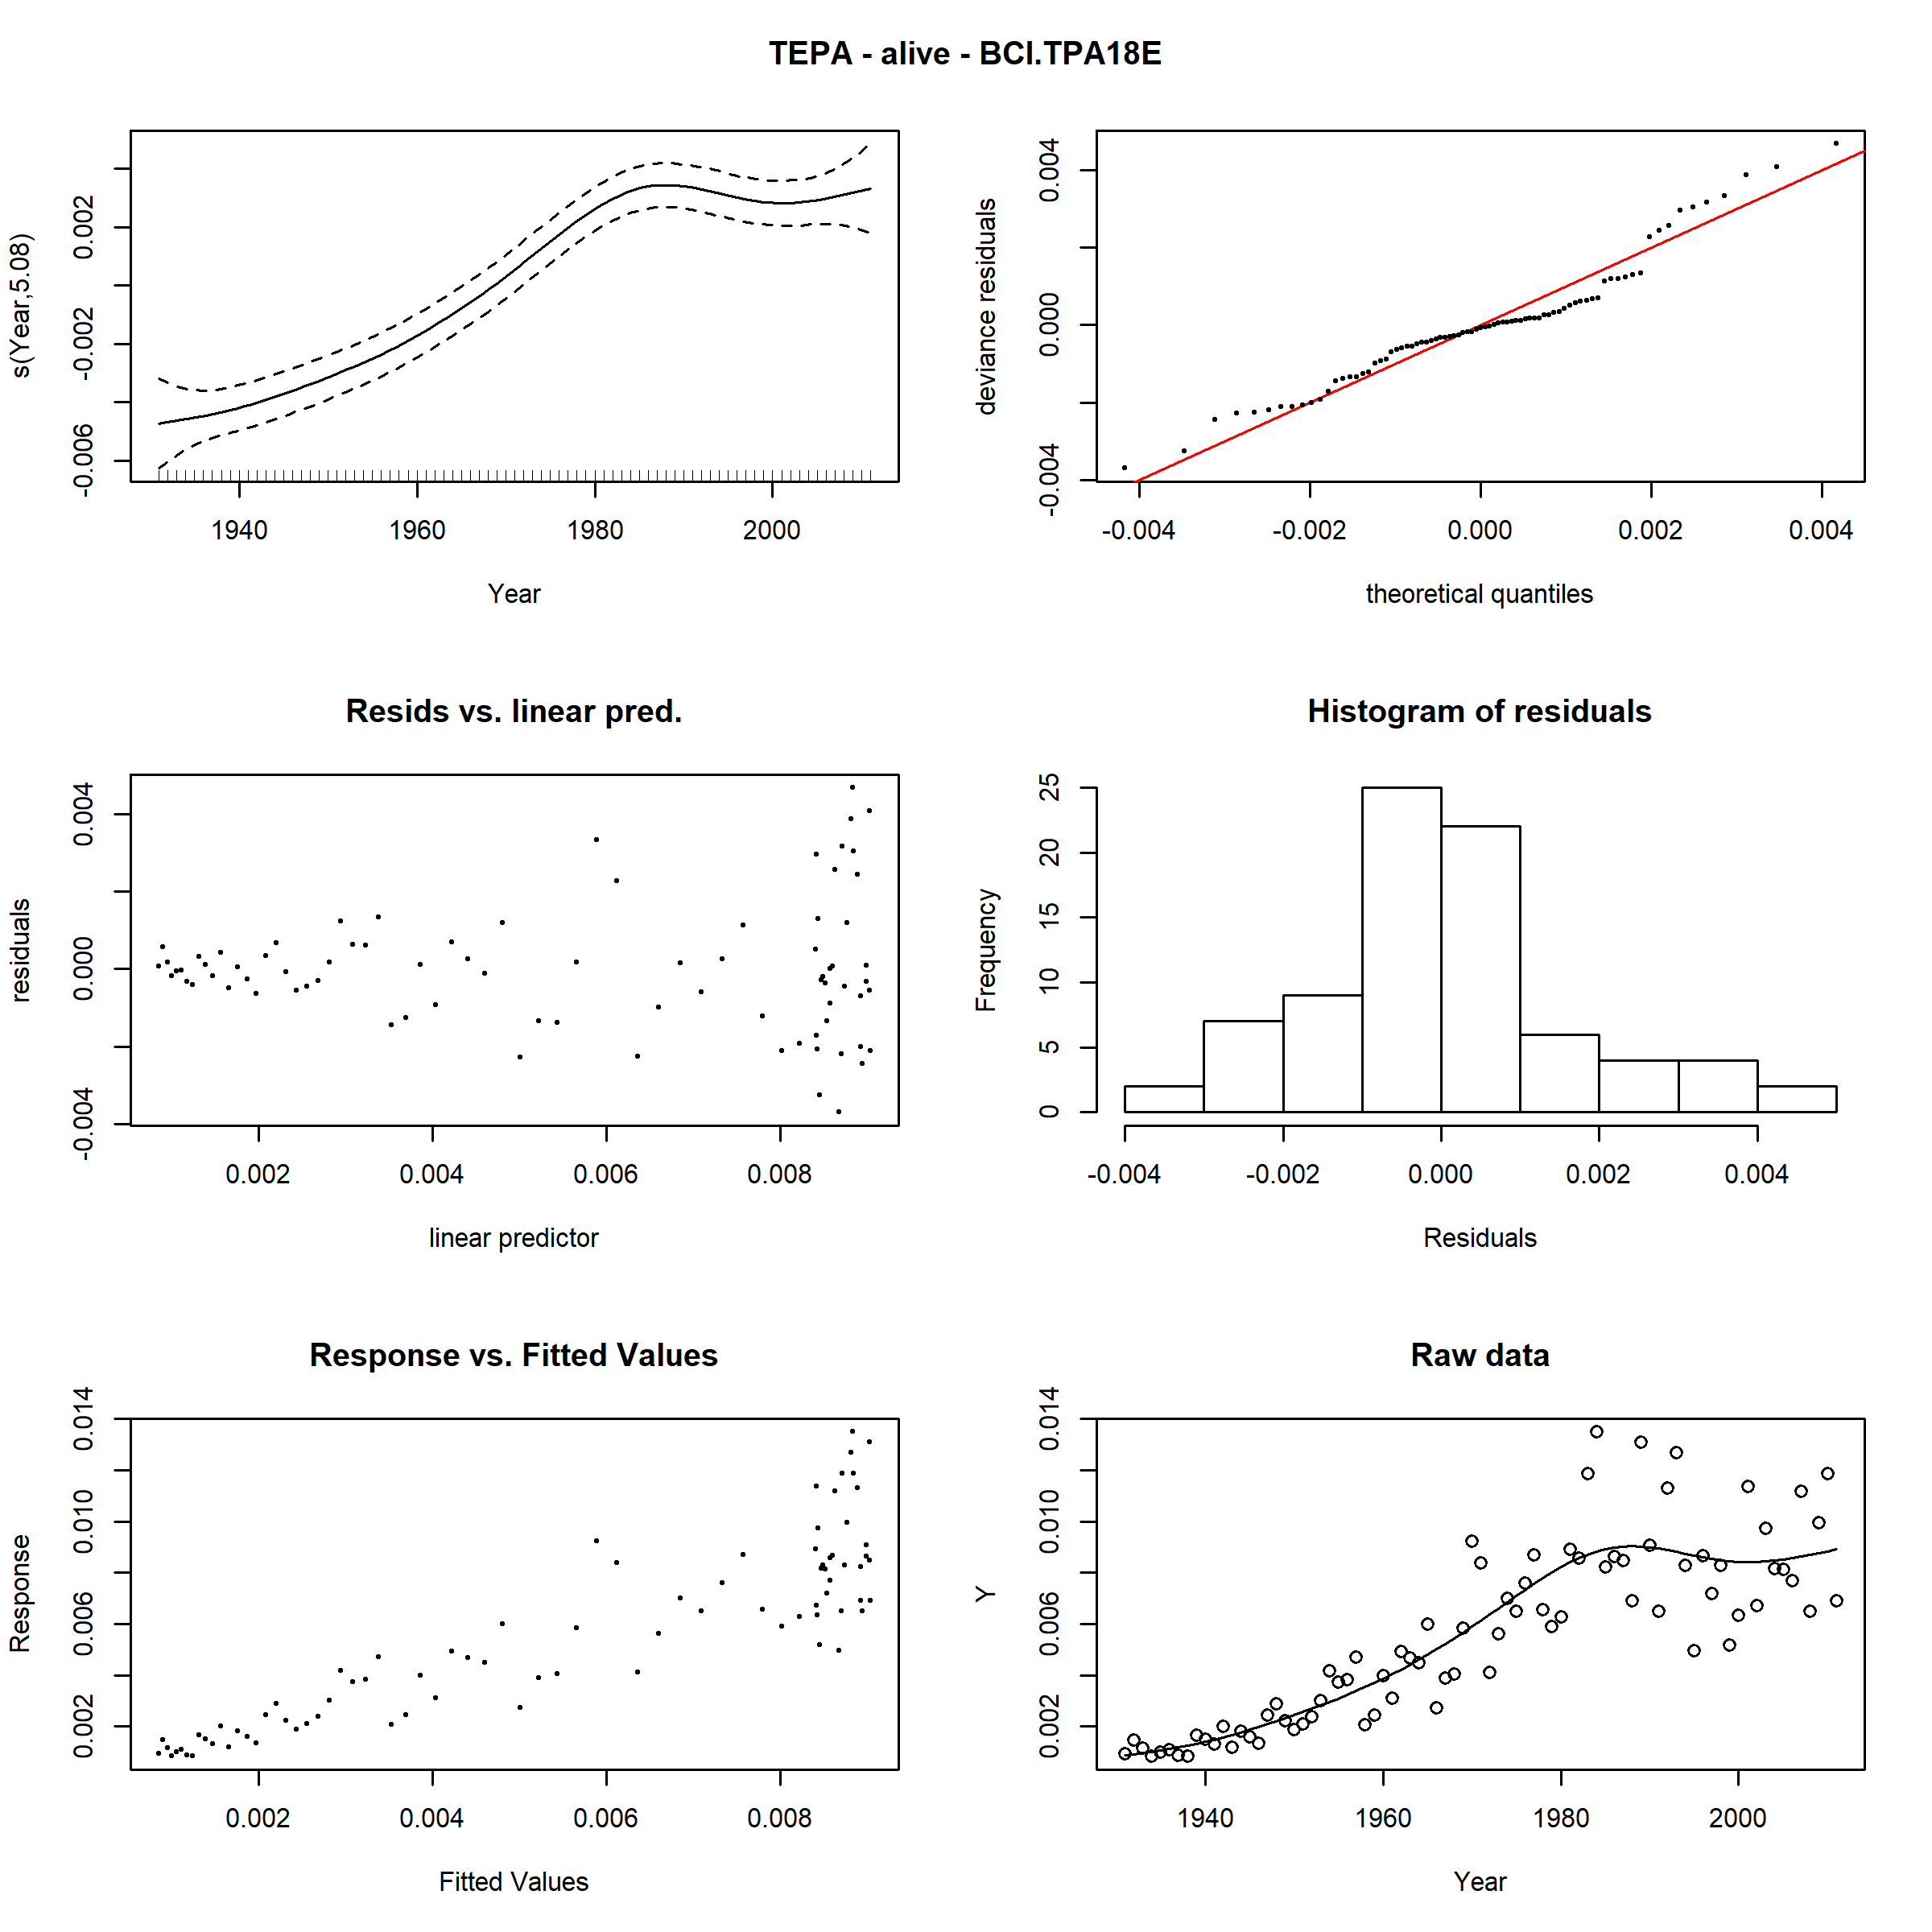 TEPA - alive - BCI.TPA18E
s(Year,5.08)
0.002
-0.002
-0.006
1940 1960 1980 2000
Year
deviance residuals
0.004
0.000
-0.004
-0.004 -0.002 0.000 0.002 0.004
theoretical quantiles
Resids vs. linear pred.
residuals
0.004
0.000
-0.004
0.002 0.004 0.006 0.008
linear predictor
Histogram of residuals
Frequency
25
20
15
10
5
0
-0.004 -0.002 0.000 0.002 0.004
Residuals
Response vs. Fitted Values
Response
0.014
0.010
0.006
0.002
0.002 0.004 0.006 0.008
Fitted Values
Raw data
Y
0.014
0.010
0.006
0.002
1940 1960 1980 2000
Year